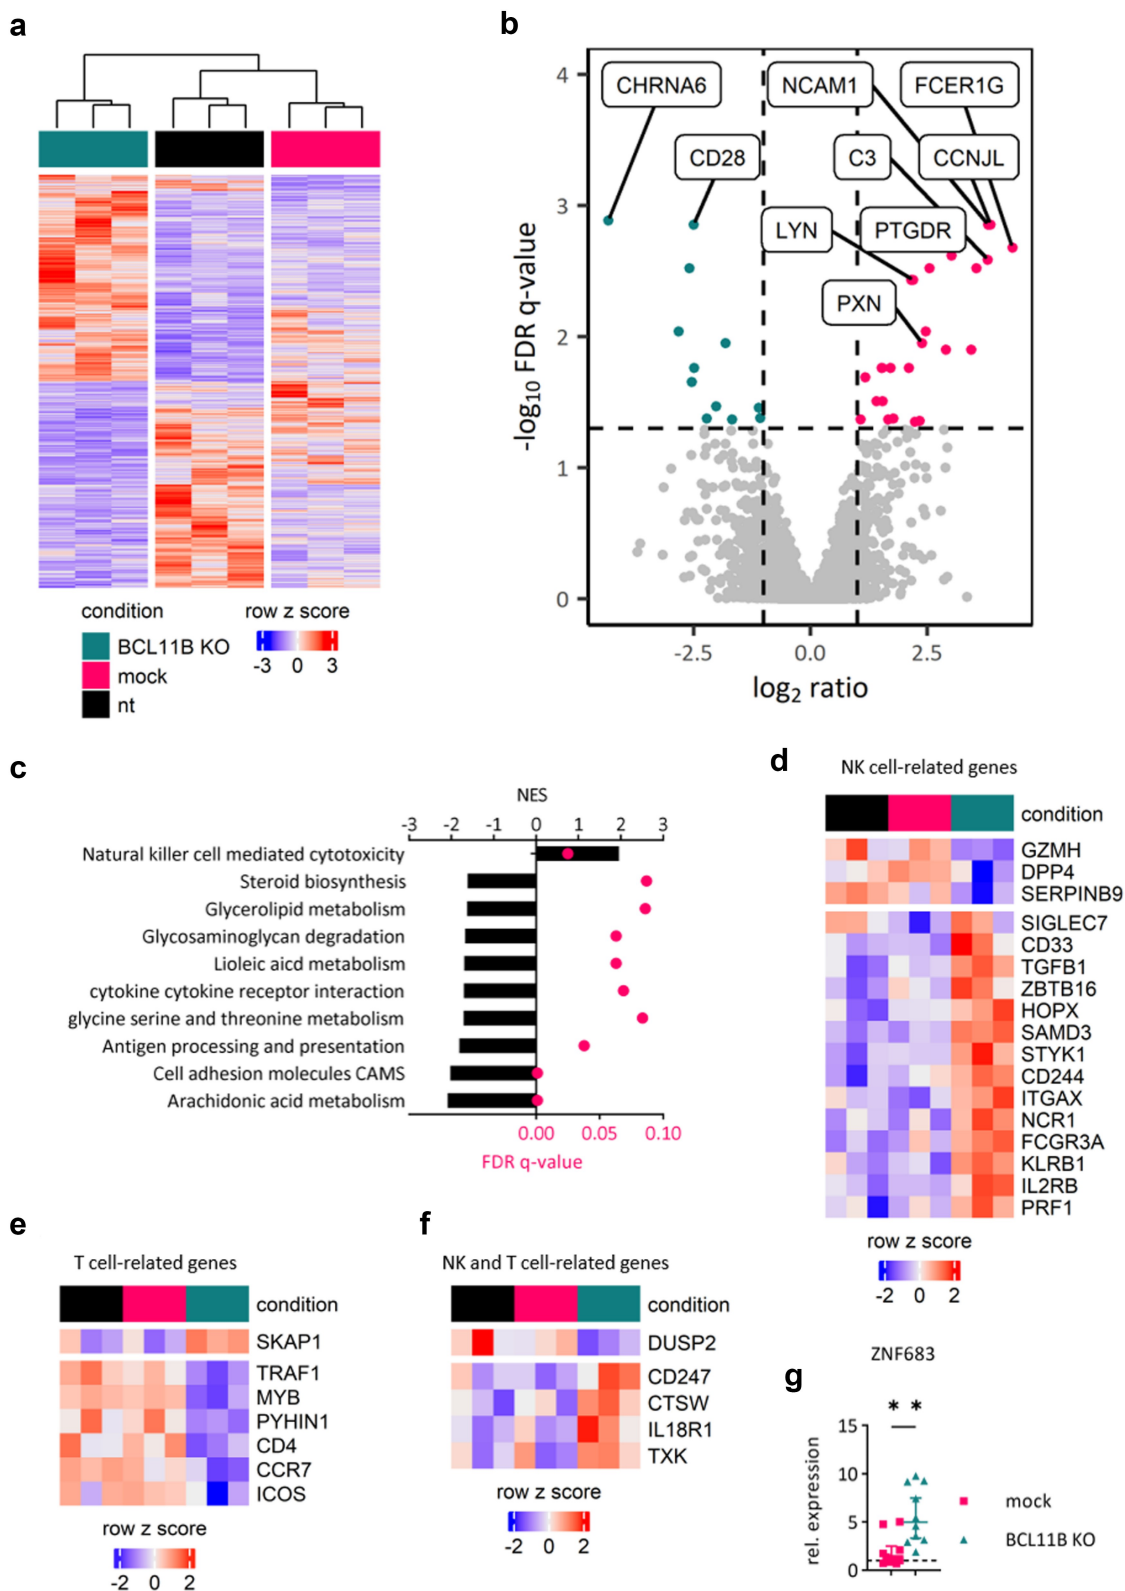 a
condition
BCL11B KO
mock
nt
row z score
-3 0 3
b
-log10 FDR q-value
4
3
2
1
0
CHRNA6
NCAM1
FCER1G
CD28
C3
CCNJL
LYN
PTGDR
PXN
-2.5 0.0 2.5
log2 ratio
c
NES
-3 -2 -1 0 1 2 3
Natural killer cell mediated cytotoxicity
Steroid biosynthesis
Glycerolipid metabolism
Glycosaminoglycan degradation
Lioleic aicd metabolism
cytokine cytokine receptor interaction
glycine serine and threonine metabolism
Antigen processing and presentation
Cell adhesion molecules CAMS
Arachidonic acid metabolism
0.00 0.05 0.10
FDR q-value
d
NK cell-related genes
condition
GZMH
DPP4
SERPINB9
SIGLEC7
CD33
TGFB1
ZBTB16
HOPX
SAMD3
STYK1
CD244
ITGAX
NCR1
FCGR3A
KLRB1
IL2RB
PRF1
row z score
-2 0 2
e
T cell-related genes
condition
SKAP1
TRAF1
MYB
PYHIN1
CD4
CCR7
ICOS
row z score
-2 0 2
f
NK and T cell-related genes
condition
DUSP2
CD247
CTSW
IL18R1
TXK
row z score
-2 0 2
g
ZNF683
* *
rel. expression
15
10
5
0
mock
BCL11B KO